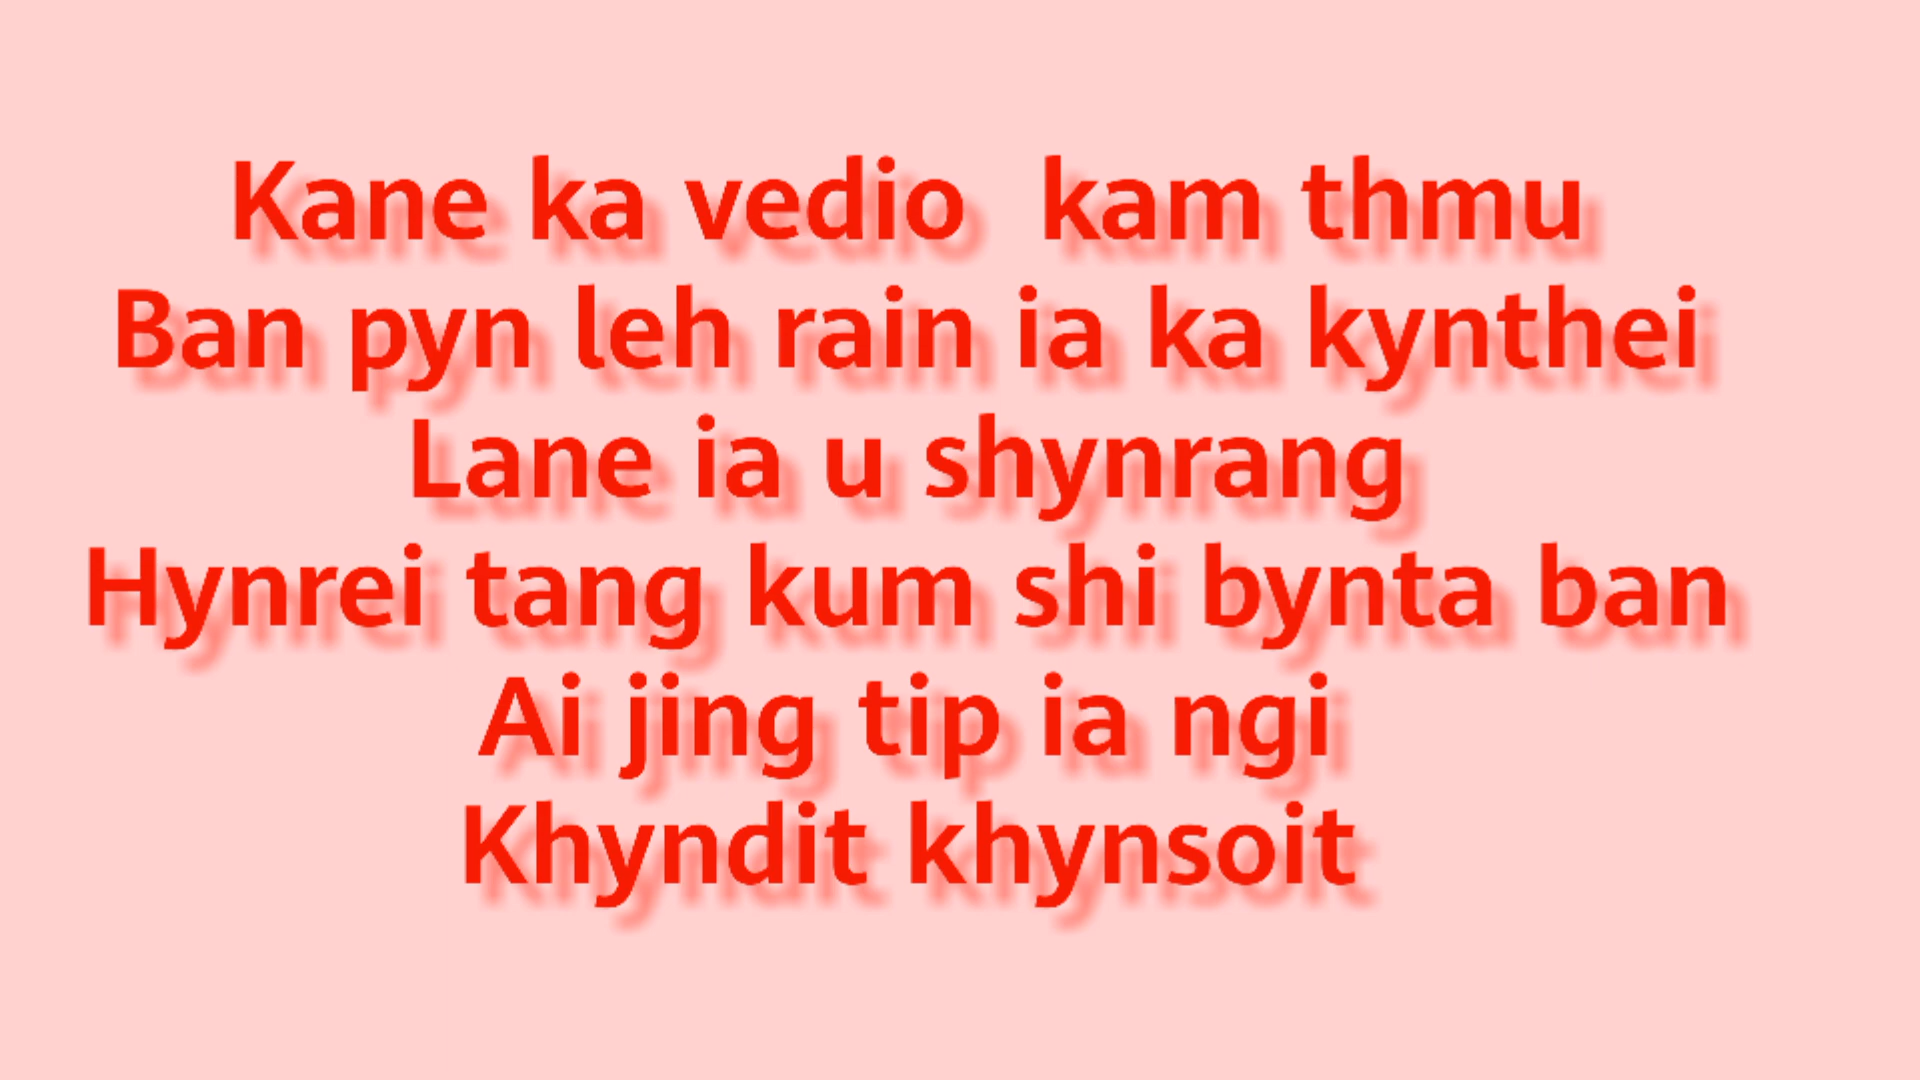 Kane ka vedio kam thmu
Ban pyn leh rain ia ka kynthei
Lane ia u shynrang
Hynrei tang kum shi bynta ban
Ai jing tip ia ngi
Khyndit khynsoit